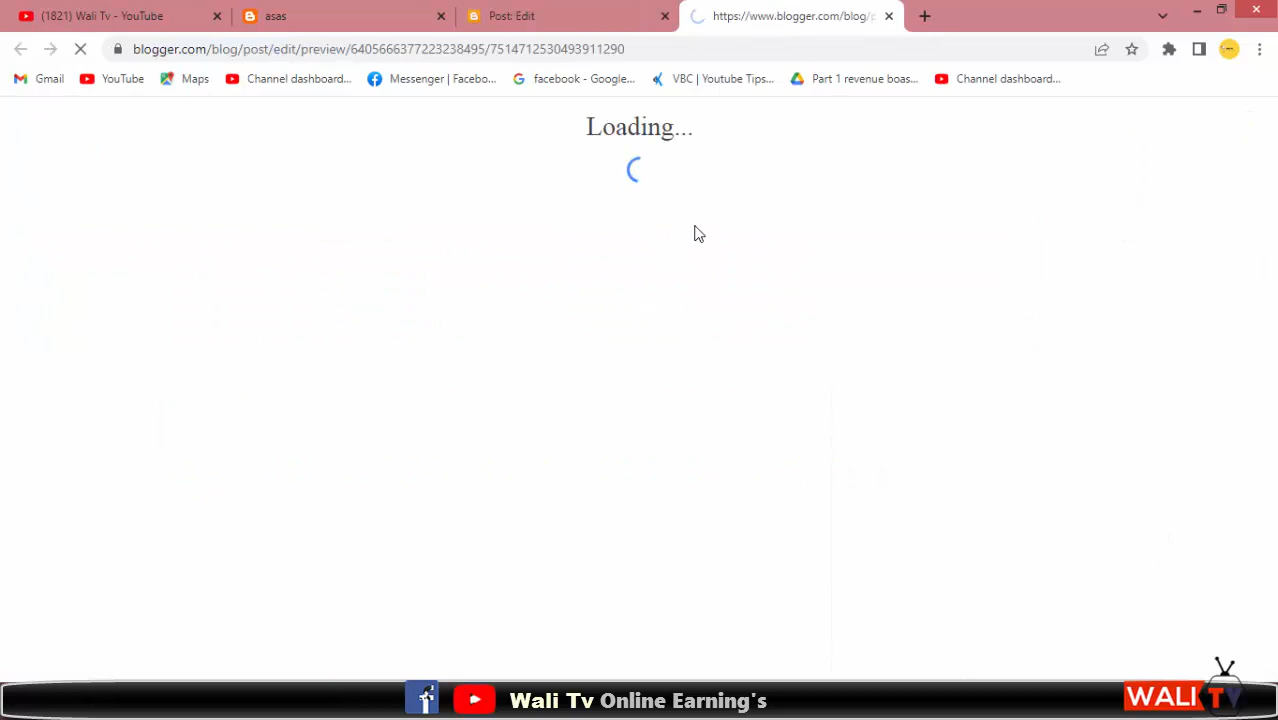 (1821) Wali Tv - YouTube
asas
Post: Edit
https://www.blogger.com/blog/p
blogger.com/blog/post/edit/preview/6405666377223238495/7514712530493911290
Gmail
YouTube
Maps
Channel dashboard...
Messenger | Facebo...
facebook - Google...
VBC | Youtube Tips...
Part 1 revenue boas...
Channel dashboard...
Loading...
Wali Tv Online Earning's
WALI TV